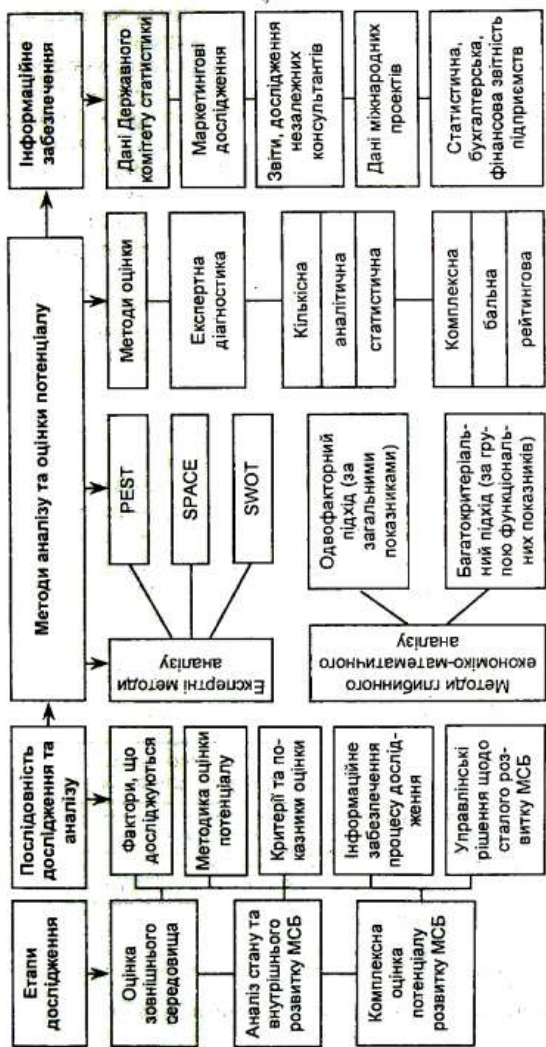 Етапи
дослідження
Оцінка
зовнішнього
середовища
Аналіз стану та
внутрішнього
розвитку МСБ
Комплексна
оцінка
потенціалу
розвитку МСБ
Послідовність
дослідження та
аналізу
Фактори, що
досліджуються
Методика оцінки
потенціалу
Критерії та по-
казники оцінки
Інформаційне
забезпечення
процесу дослід-
ження
Управлінські
рішення щодо
сталого роз-
витку МСБ
Методи аналізу та оцінки потенціалу
Експертні методи
аналізу
PEST
SPACE
SWOT
Методи глибинного
економіко-математичного
аналізу
Одвофакторний
підхід (за
загальними
показниками)
Багатокритеріаль-
ний підхід (за гру-
пою функціональ-
них показників)
Методи оцінки
Експертна
діагностика
Кількісна
аналітична
статистична
Комплексна
бальна
рейтингова
Інформаційне
забезпечення
Дані Державного
комітету статистики
Маркетингові
дослідження
Звіти, дослідження
незалежних
консультантів
Дані міжнародних
проектів
Статистична,
бухгалтерська,
фінансова звітність
підприємств